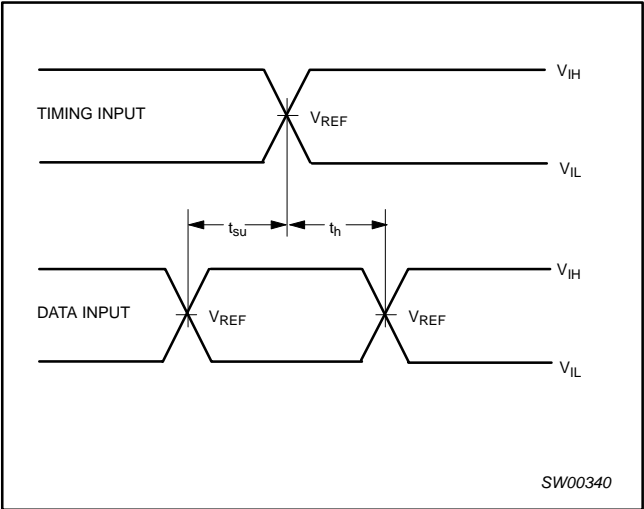 V_IH
TIMING INPUT
V_REF
V_IL
t_su
t_h
V_IH
DATA INPUT
V_REF
V_REF
V_IL
SW00340